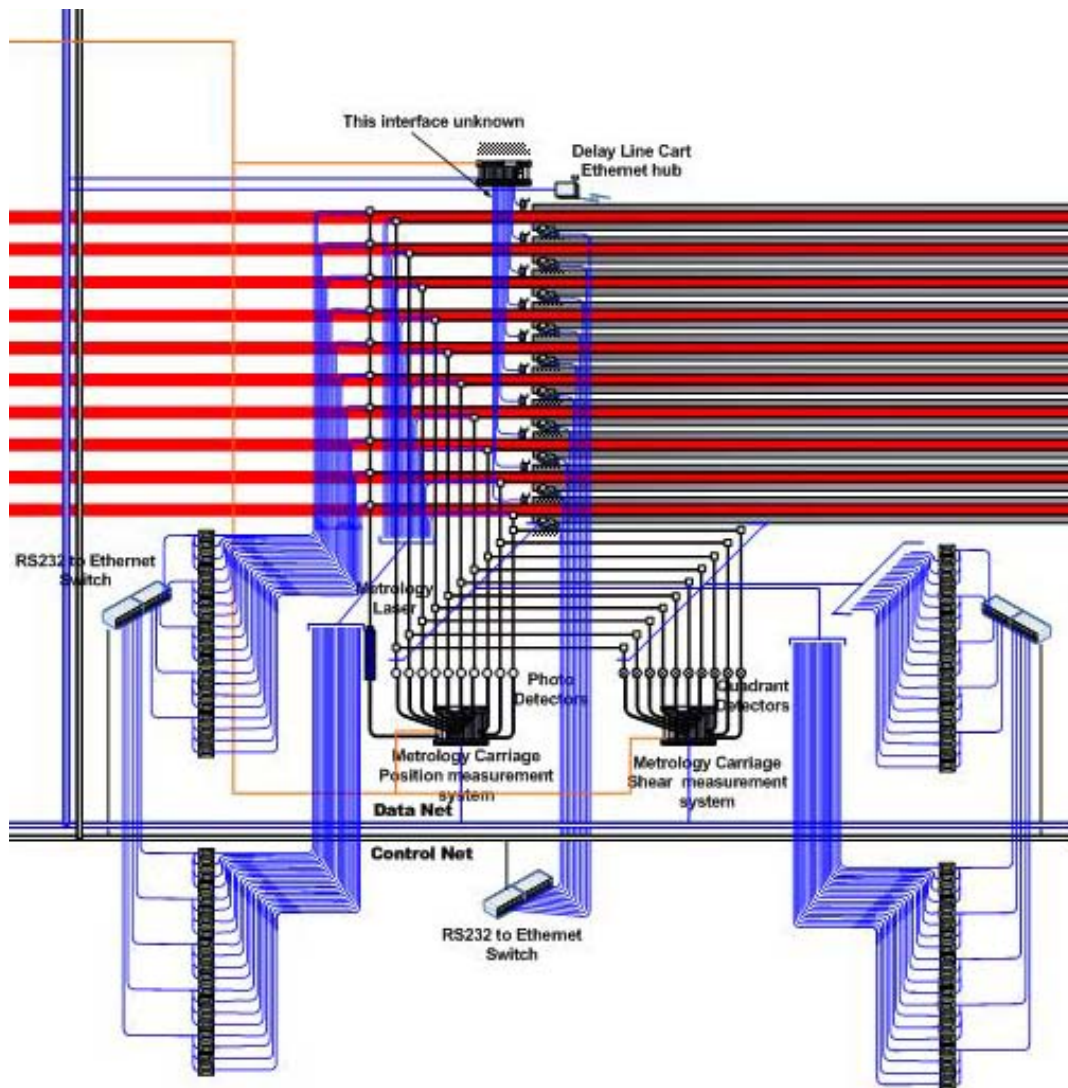 This interface unknown
Delay Line Cart
Ethernet hub
RS232 to Ethernet
Switch
Metrology
Laser
Photo
Detectors
Quadrant
Detectors
Metrology Carriage
Position measurement
system
Metrology Carriage
Shear measurement
system
Data Net
Control Net
RS232 to Ethernet
Switch